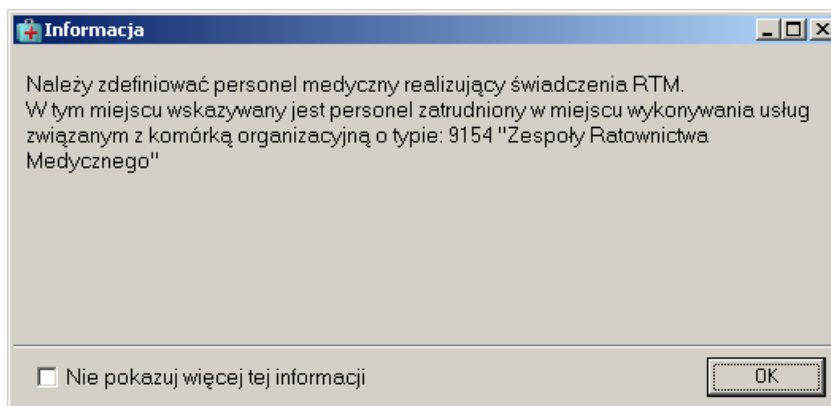 Informacja
Należy zdefiniować personel medyczny realizujący świadczenia RTM.
W tym miejscu wskazywany jest personel zatrudniony w miejscu wykonywania usług
związanym z komórką organizacyjną o typie: 9154 "Zespoły Ratownictwa
Medycznego"
Nie pokazuj więcej tej informacji
OK